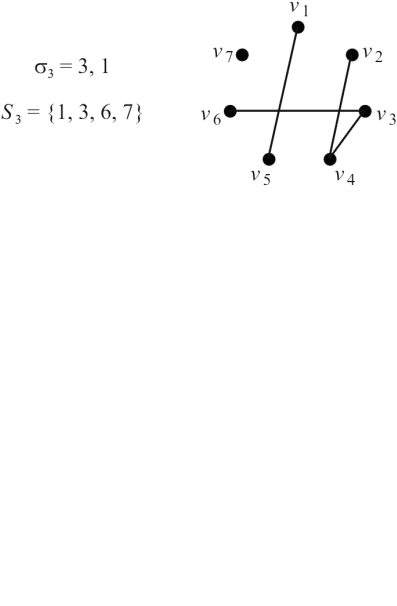 σ₃ = 3, 1
S₃ = {1, 3, 6, 7}
v₁
v₇
v₂
v₆
v₃
v₅
v₄